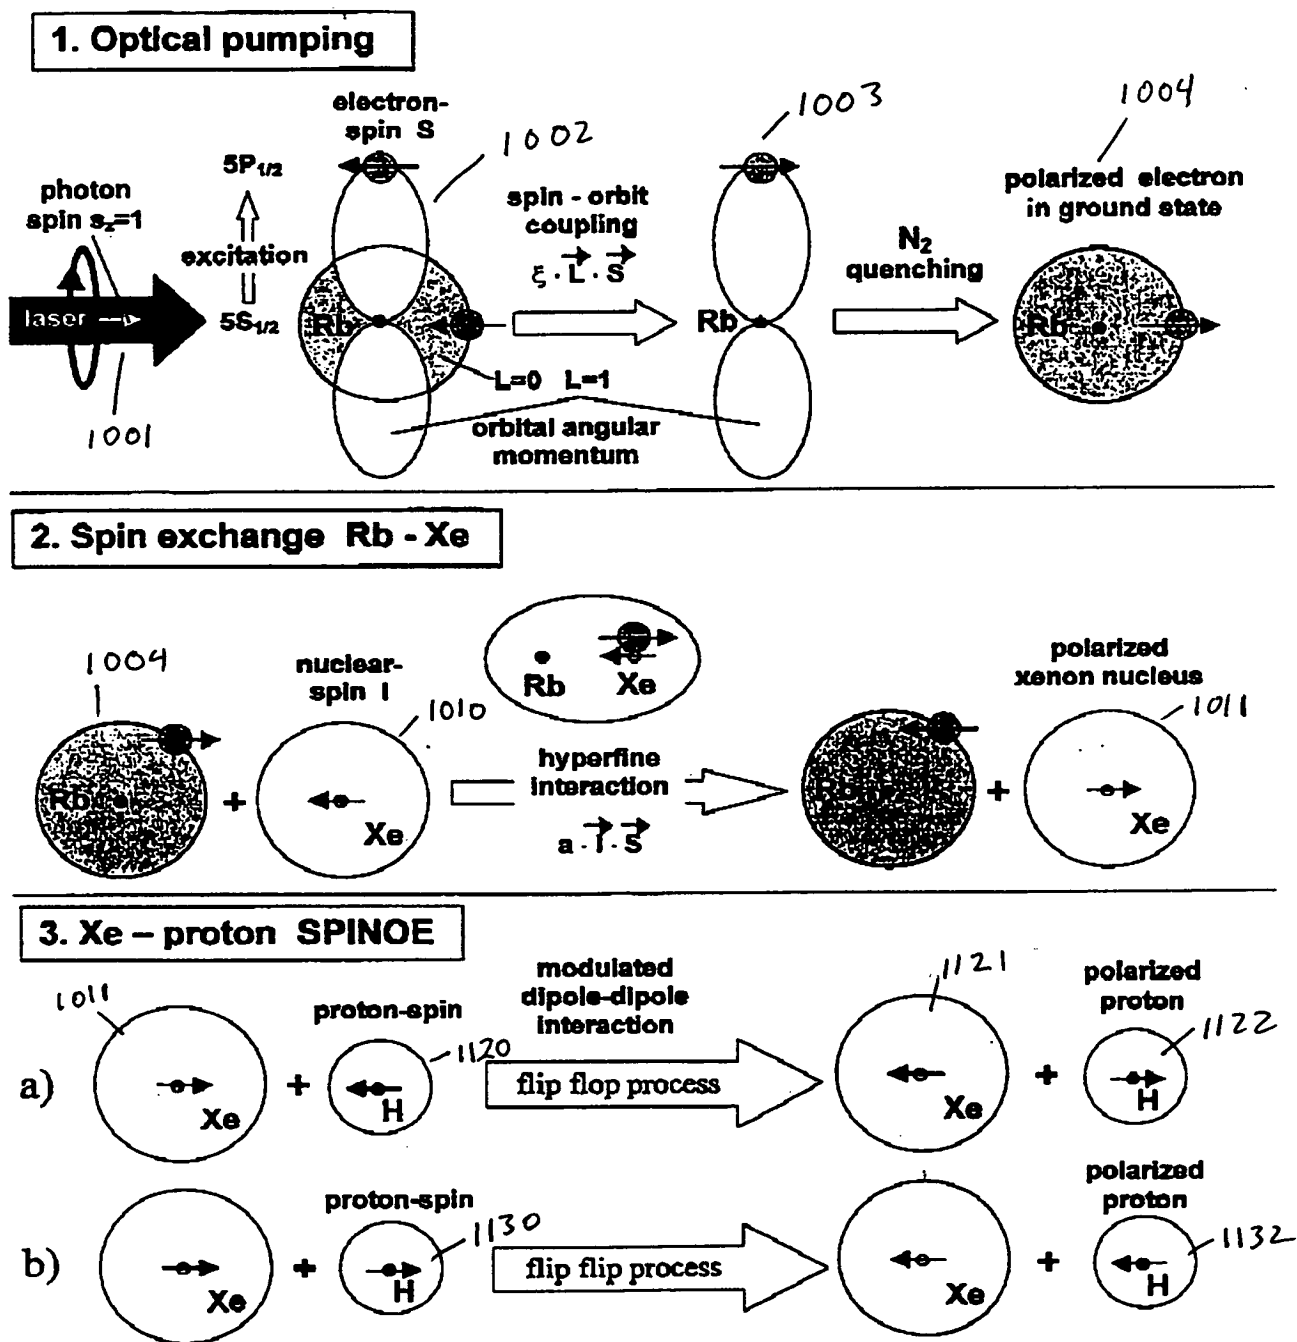 1. Optical pumping
electron-
spin S
1002
1003
1004
5P1/2
photon
spin sz=1
excitation
laser
5S1/2
Rb
spin - orbit
coupling
ξ · L · S
Rb
N2
quenching
polarized electron
in ground state
Rb
L=0 L=1
orbital angular
momentum
1001
2. Spin exchange Rb - Xe
1004
nuclear-
spin I
1010
Rb Xe
polarized
xenon nucleus
1011
Rb
+
Xe
hyperfine
interaction
a · I · S
Rb
+
Xe
3. Xe – proton SPINOE
1011
proton-spin
1120
modulated
dipole-dipole
interaction
1121
polarized
proton
1122
a)
Xe
+
H
flip flop process
Xe
+
H
proton-spin
1130
polarized
proton
1132
b)
Xe
+
H
flip flip process
Xe
+
H